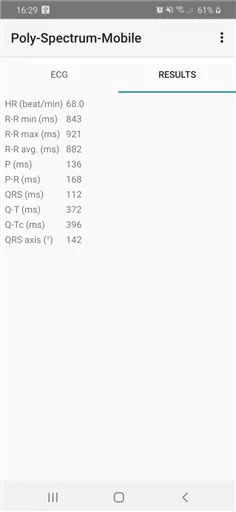 16:29 61%
Poly-Spectrum-Mobile
ECG RESULTS
HR (beat/min) 68.0
R-R min (ms) 843
R-R max (ms) 921
R-R avg. (ms) 882
P (ms) 136
P-R (ms) 168
QRS (ms) 112
Q-T (ms) 372
Q-Tc (ms) 396
QRS axis (°) 142